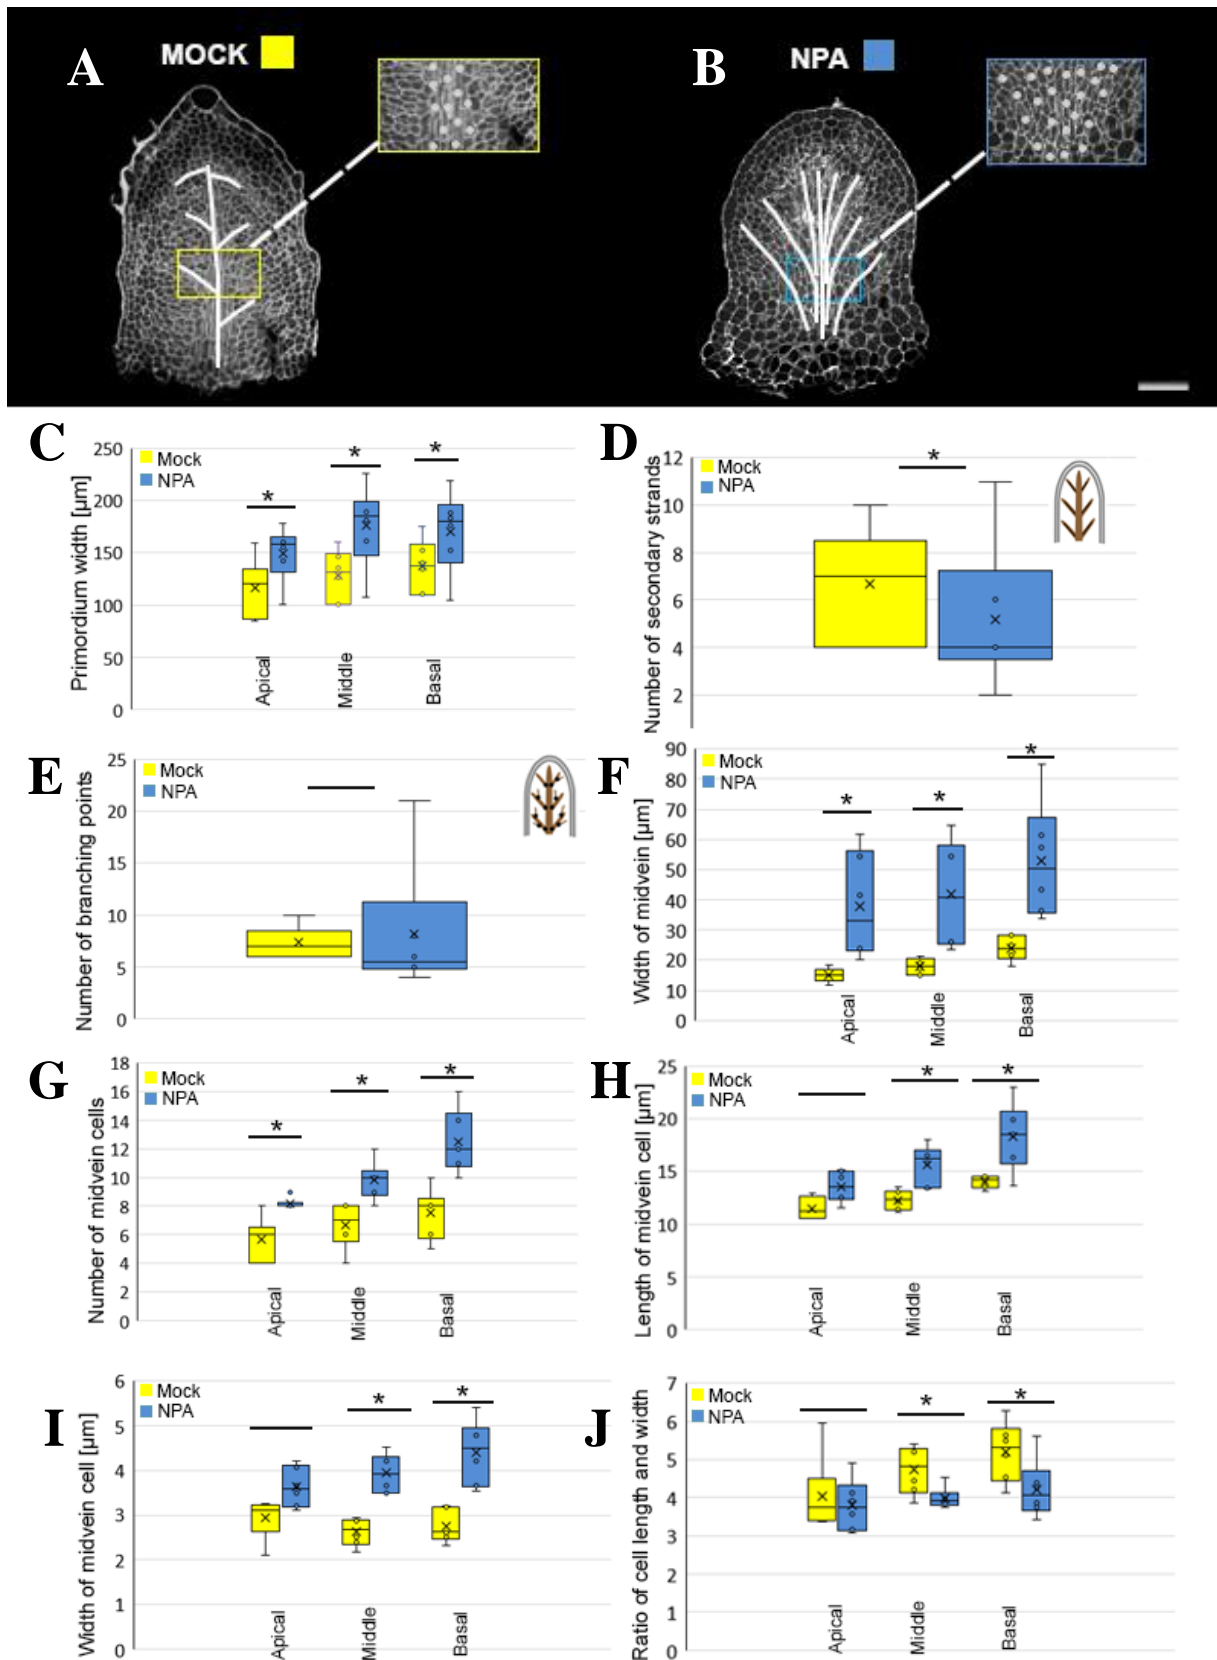 A MOCK
B NPA
C
Primordium width [µm]
250
200
150
100
50
0
Mock
NPA
* * *
Apical Middle Basal
D
Number of secondary strands
12
10
8
6
4
2
Mock
NPA
*
E
Number of branching points
25
20
15
10
5
0
Mock
NPA
F
Width of midvein [µm]
90
80
70
60
50
40
30
20
10
0
Mock
NPA
* * *
Apical Middle Basal
G
Number of midvein cells
18
16
14
12
10
8
6
4
2
0
Mock
NPA
* * *
Apical Middle Basal
H
Length of midvein cell [µm]
25
20
15
10
5
0
Mock
NPA
* *
Apical Middle Basal
I
Width of midvein cell [µm]
6
5
4
3
2
1
0
Mock
NPA
* *
Apical Middle Basal
J
Ratio of cell length and width
7
6
5
4
3
2
1
0
Mock
NPA
* *
Apical Middle Basal